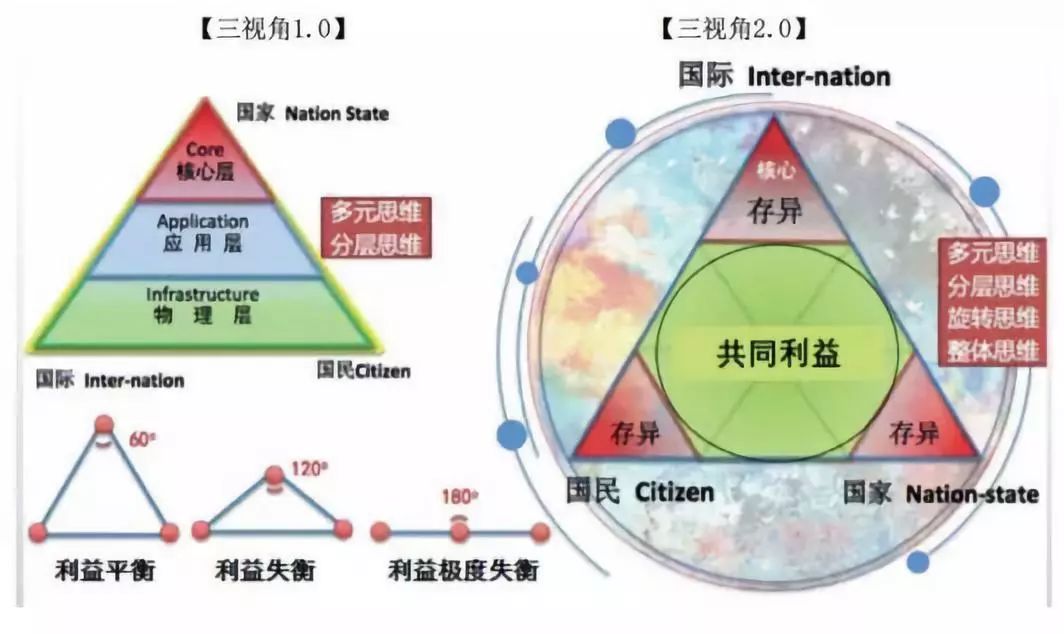 【三视角1.0】
国家 Nation State
Core
核心层
Application
应用层
Infrastructure
物理层
多元思维
分层思维
国际 Inter-nation
国民Citizen
60°
120°
180°
利益平衡
利益失衡
利益极度失衡
【三视角2.0】
国际 Inter-nation
核心
存异
共同利益
存异
存异
多元思维
分层思维
旋转思维
整体思维
国民 Citizen
国家 Nation-state